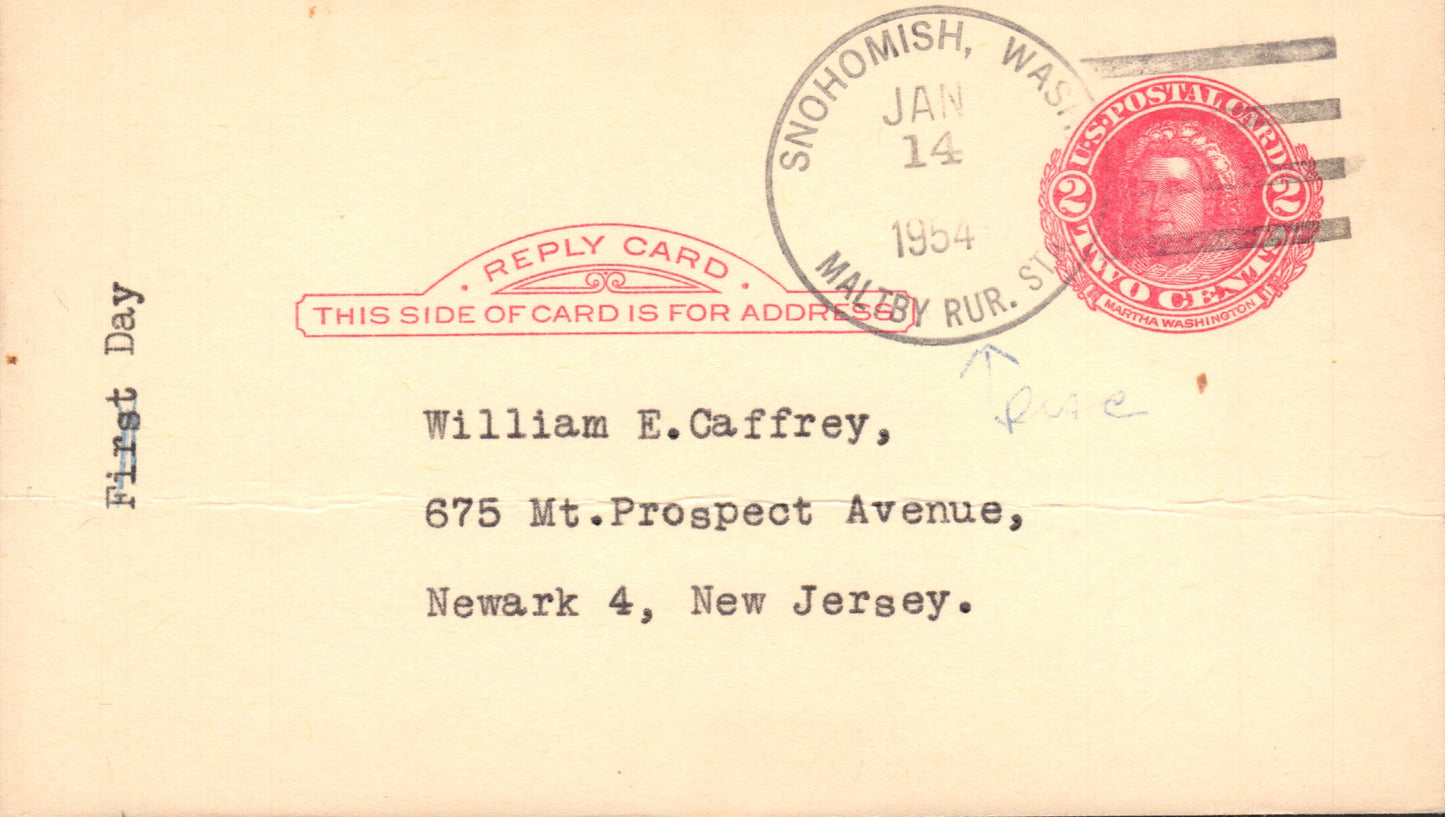 SNOHOMISH, WASH.
JAN
14
1954
MALTBY RUR. STA.
U.S. POSTAL CARD
2 2
TWO CENTS
MARTHA WASHINGTON
REPLY CARD
THIS SIDE OF CARD IS FOR ADDRESS
First Day
William E.Caffrey,
675 Mt.Prospect Avenue,
Newark 4, New Jersey.